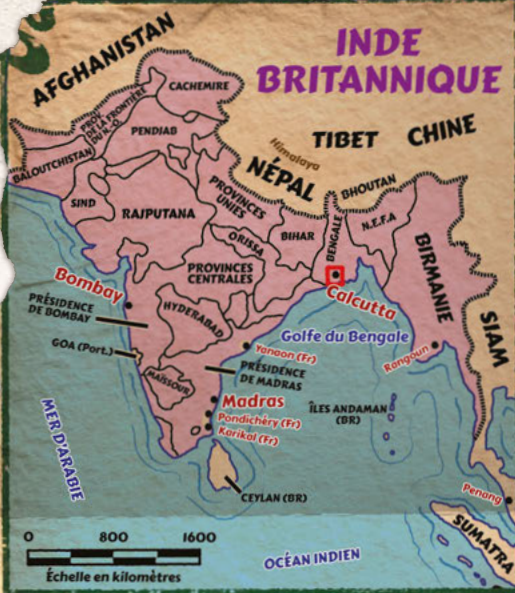 INDE
BRITANNIQUE
AFGHANISTAN
CACHEMIRE
PROV.
DE LA FRONTIÈRE
DU N.-O.
PENDJAB
TIBET
CHINE
Himalaya
NÉPAL
BHOUTAN
BALOUTCHISTAN
SIND
RAJPUTANA
PROVINCES
UNIES
ORISSA
BIHAR
BENGALE
N.E.F.A
BIRMANIE
PROVINCES
CENTRALES
Calcutta
Bombay
PRÉSIDENCE
DE BOMBAY
HYDERABAD
Golfe du Bengale
SIAM
GOA (Port.)
Yanaon (Fr)
Rangoun
PRÉSIDENCE
DE MADRAS
MAÏSSOUR
Madras
Pondichéry (Fr)
Karikal (Fr)
ÎLES ANDAMAN
(BR)
MER D'ARABIE
CEYLAN (BR)
Penang
SUMATRA
0 800 1600
Échelle en kilomètres
OCÉAN INDIEN